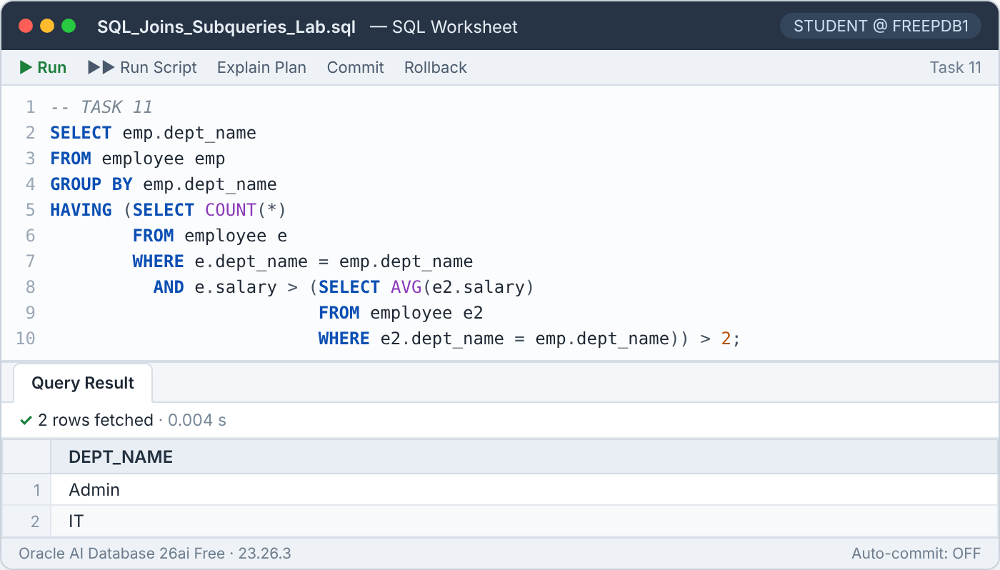 SQL_Joins_Subqueries_Lab.sql — SQL Worksheet STUDENT @ FREEPDB1
Run Run Script Explain Plan Commit Rollback Task 11
1 -- TASK 11
2 SELECT emp.dept_name
3 FROM employee emp
4 GROUP BY emp.dept_name
5 HAVING (SELECT COUNT(*)
6 FROM employee e
7 WHERE e.dept_name = emp.dept_name
8 AND e.salary > (SELECT AVG(e2.salary)
9 FROM employee e2
10 WHERE e2.dept_name = emp.dept_name)) > 2;
Query Result
✓ 2 rows fetched · 0.004 s
DEPT_NAME
1 Admin
2 IT
Oracle AI Database 26ai Free · 23.26.3 Auto-commit: OFF